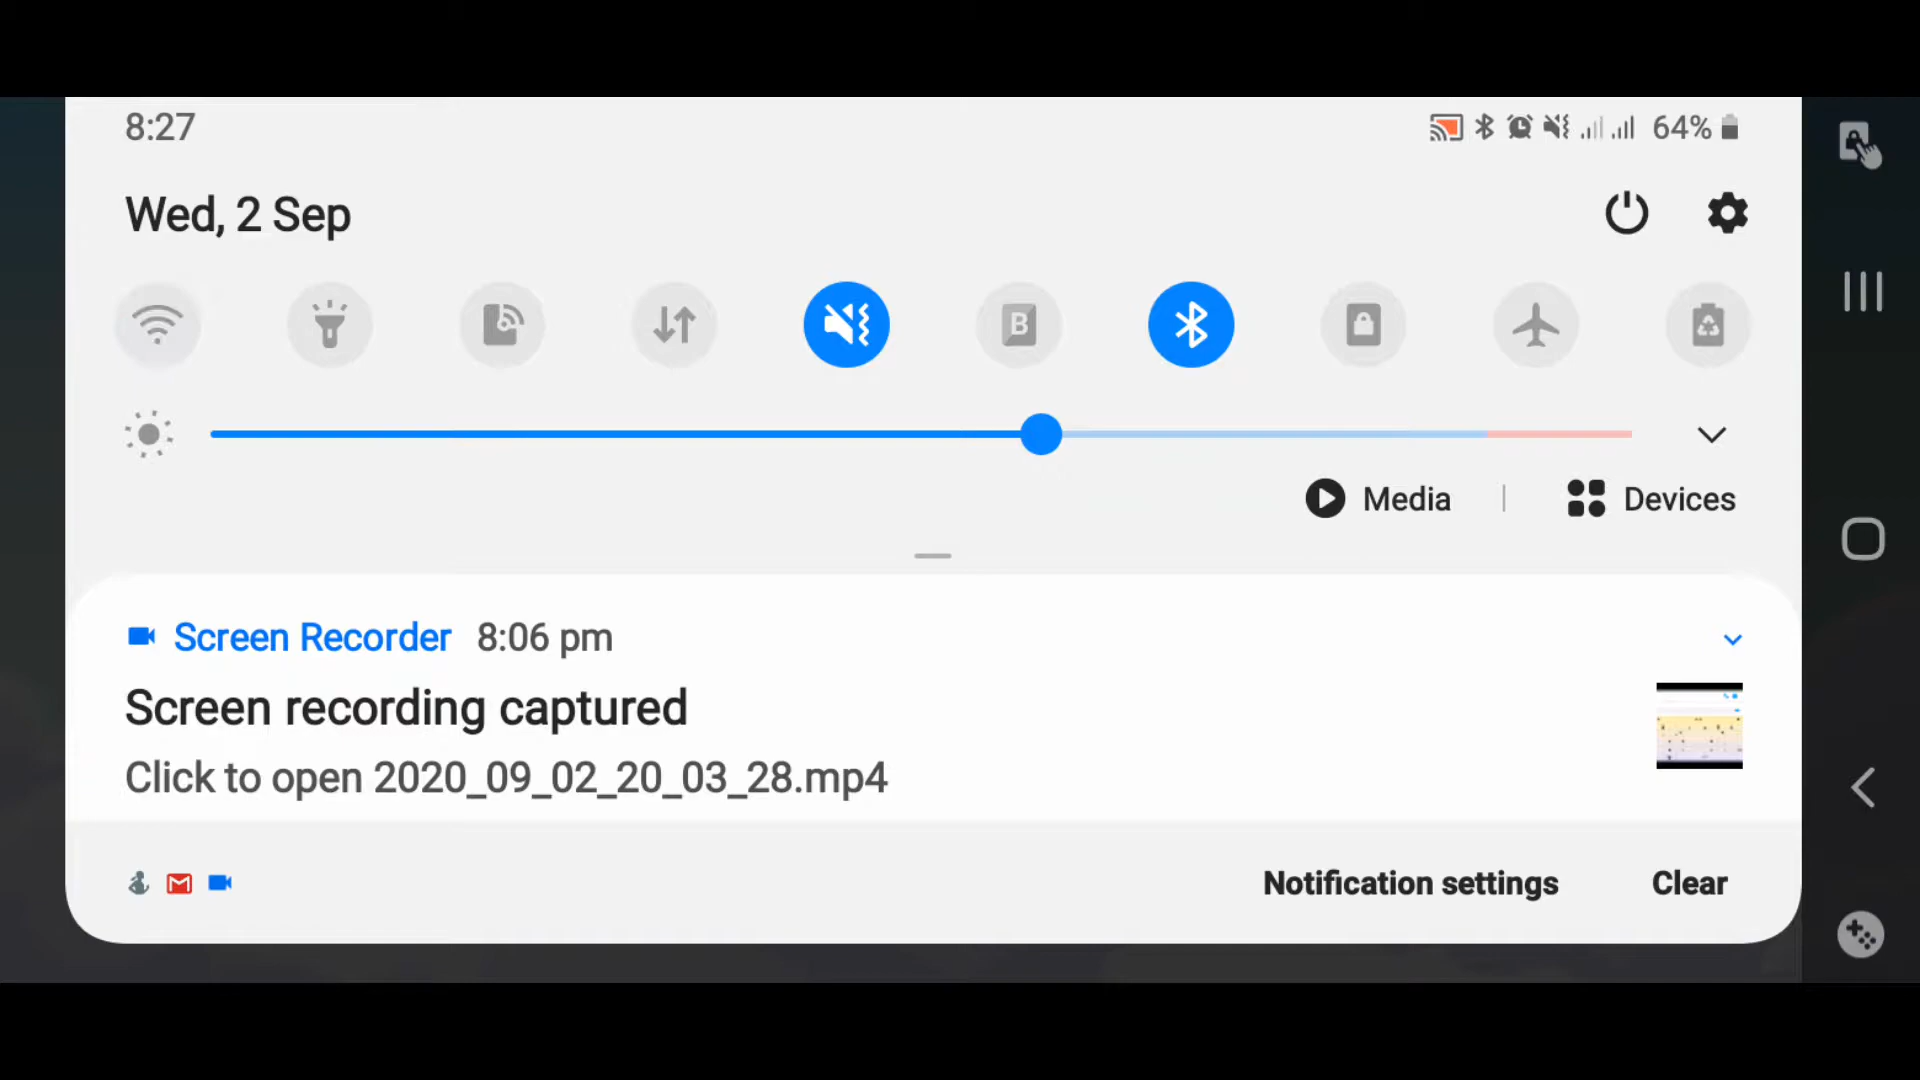 8:27
64%
Wed, 2 Sep
B
Media | Devices
Screen Recorder 8:06 pm
Screen recording captured
Click to open 2020_09_02_20_03_28.mp4
Notification settings Clear